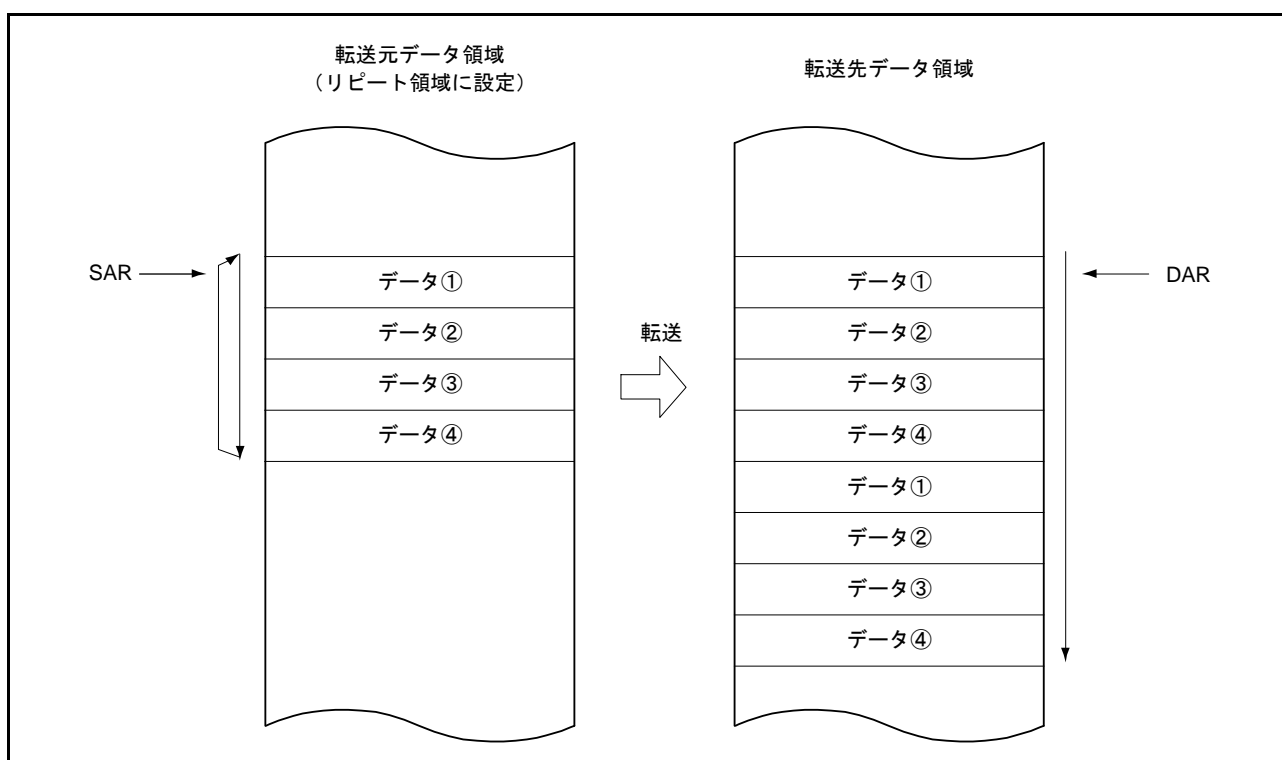 転送元データ領域
（リピート領域に設定）
転送先データ領域
SAR
データ①
データ②
データ③
データ④
転送
データ①
データ②
データ③
データ④
データ①
データ②
データ③
データ④
DAR